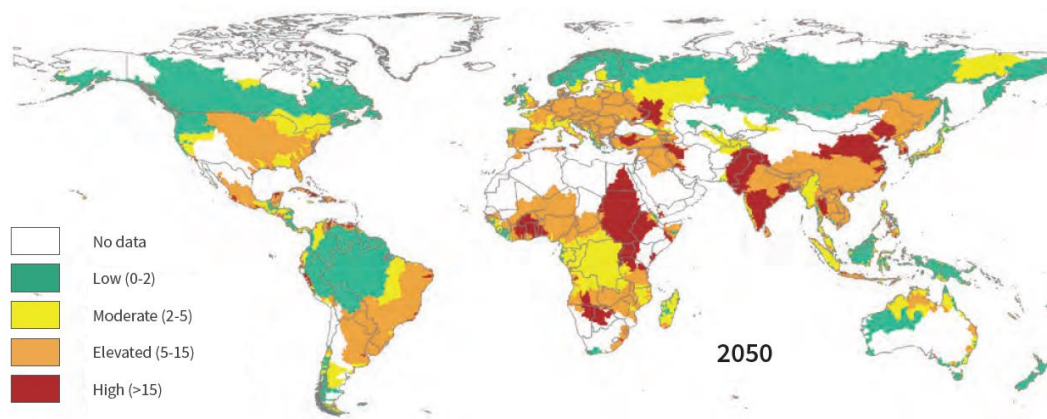 No data
Low (0-2)
Moderate (2-5)
Elevated (5-15)
High (>15)
2050